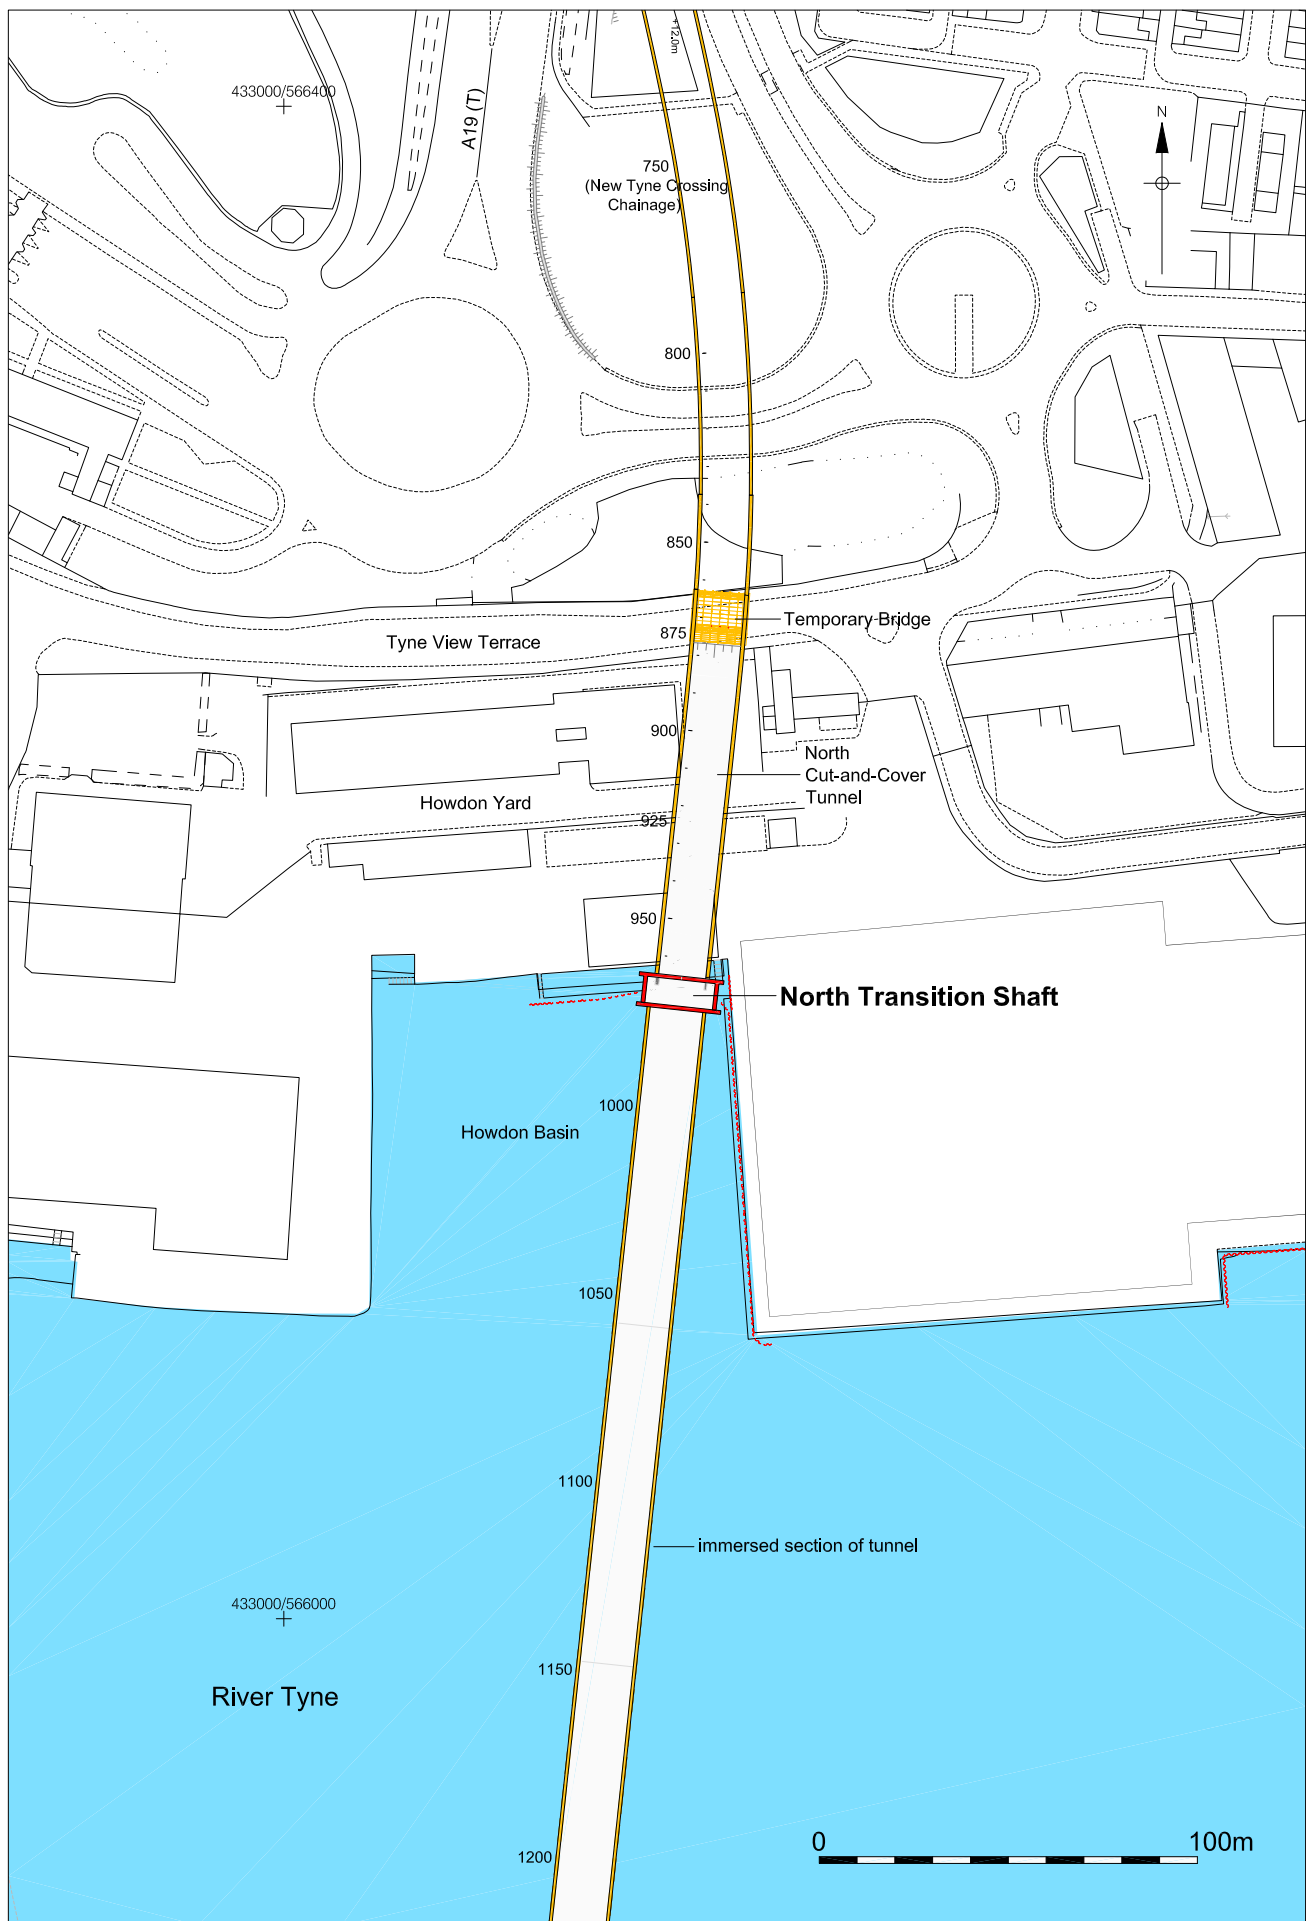 +12.0m
433000/566400
A19 (T)
N
750
(New Tyne Crossing
Chainage)
800
850
Temporary Bridge
875
Tyne View Terrace
900
North
Cut-and-Cover
Tunnel
Howdon Yard
925
950
North Transition Shaft
1000
Howdon Basin
1050
1100
immersed section of tunnel
433000/566000
1150
River Tyne
0
100m
1200